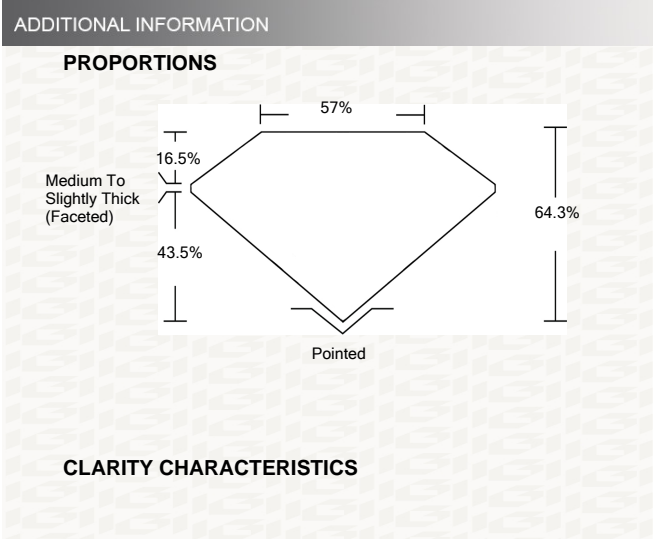 ADDITIONAL INFORMATION
PROPORTIONS
57%
16.5%
Medium To
Slightly Thick
(Faceted)
64.3%
43.5%
Pointed
CLARITY CHARACTERISTICS